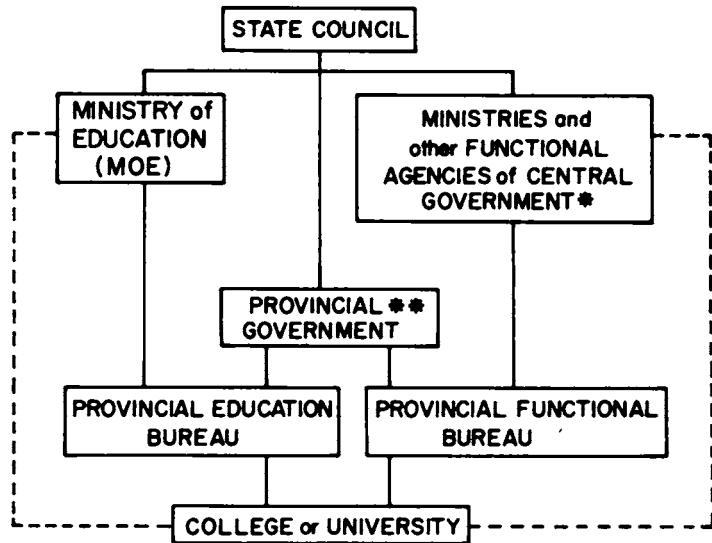 STATE COUNCIL
MINISTRY of
EDUCATION
(MOE)
MINISTRIES and
other FUNCTIONAL
AGENCIES of CENTRAL
GOVERNMENT*
PROVINCIAL **
GOVERNMENT
PROVINCIAL EDUCATION
BUREAU
PROVINCIAL FUNCTIONAL
BUREAU
COLLEGE or UNIVERSITY